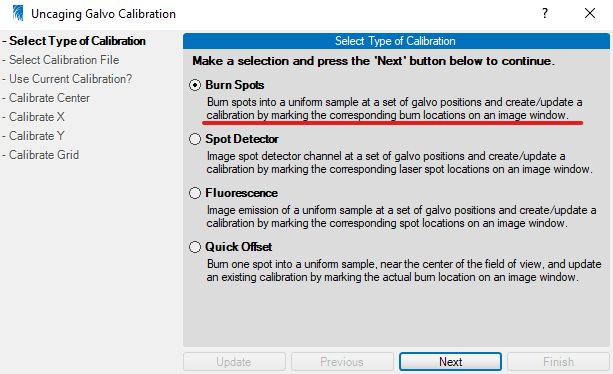 Uncaging Galvo Calibration
- Select Type of Calibration
- Select Calibration File
- Use Current Calibration?
- Calibrate Center
- Calibrate X
- Calibrate Y
- Calibrate Grid
Select Type of Calibration
Make a selection and press the 'Next' button below to continue.
Burn Spots
Burn spots into a uniform sample at a set of galvo positions and create/update a
calibration by marking the corresponding burn locations on an image window.
Spot Detector
Image spot detector channel at a set of galvo positions and create/update a
calibration by marking the corresponding laser spot locations on an image window.
Fluorescence
Image emission of a uniform sample at a set of galvo positions and create/update a
calibration by marking the corresponding spot locations on an image window.
Quick Offset
Burn one spot into a uniform sample, near the center of the field of view, and update
an existing calibration by marking the actual burn location on an image window.
Update
Previous
Next
Finish